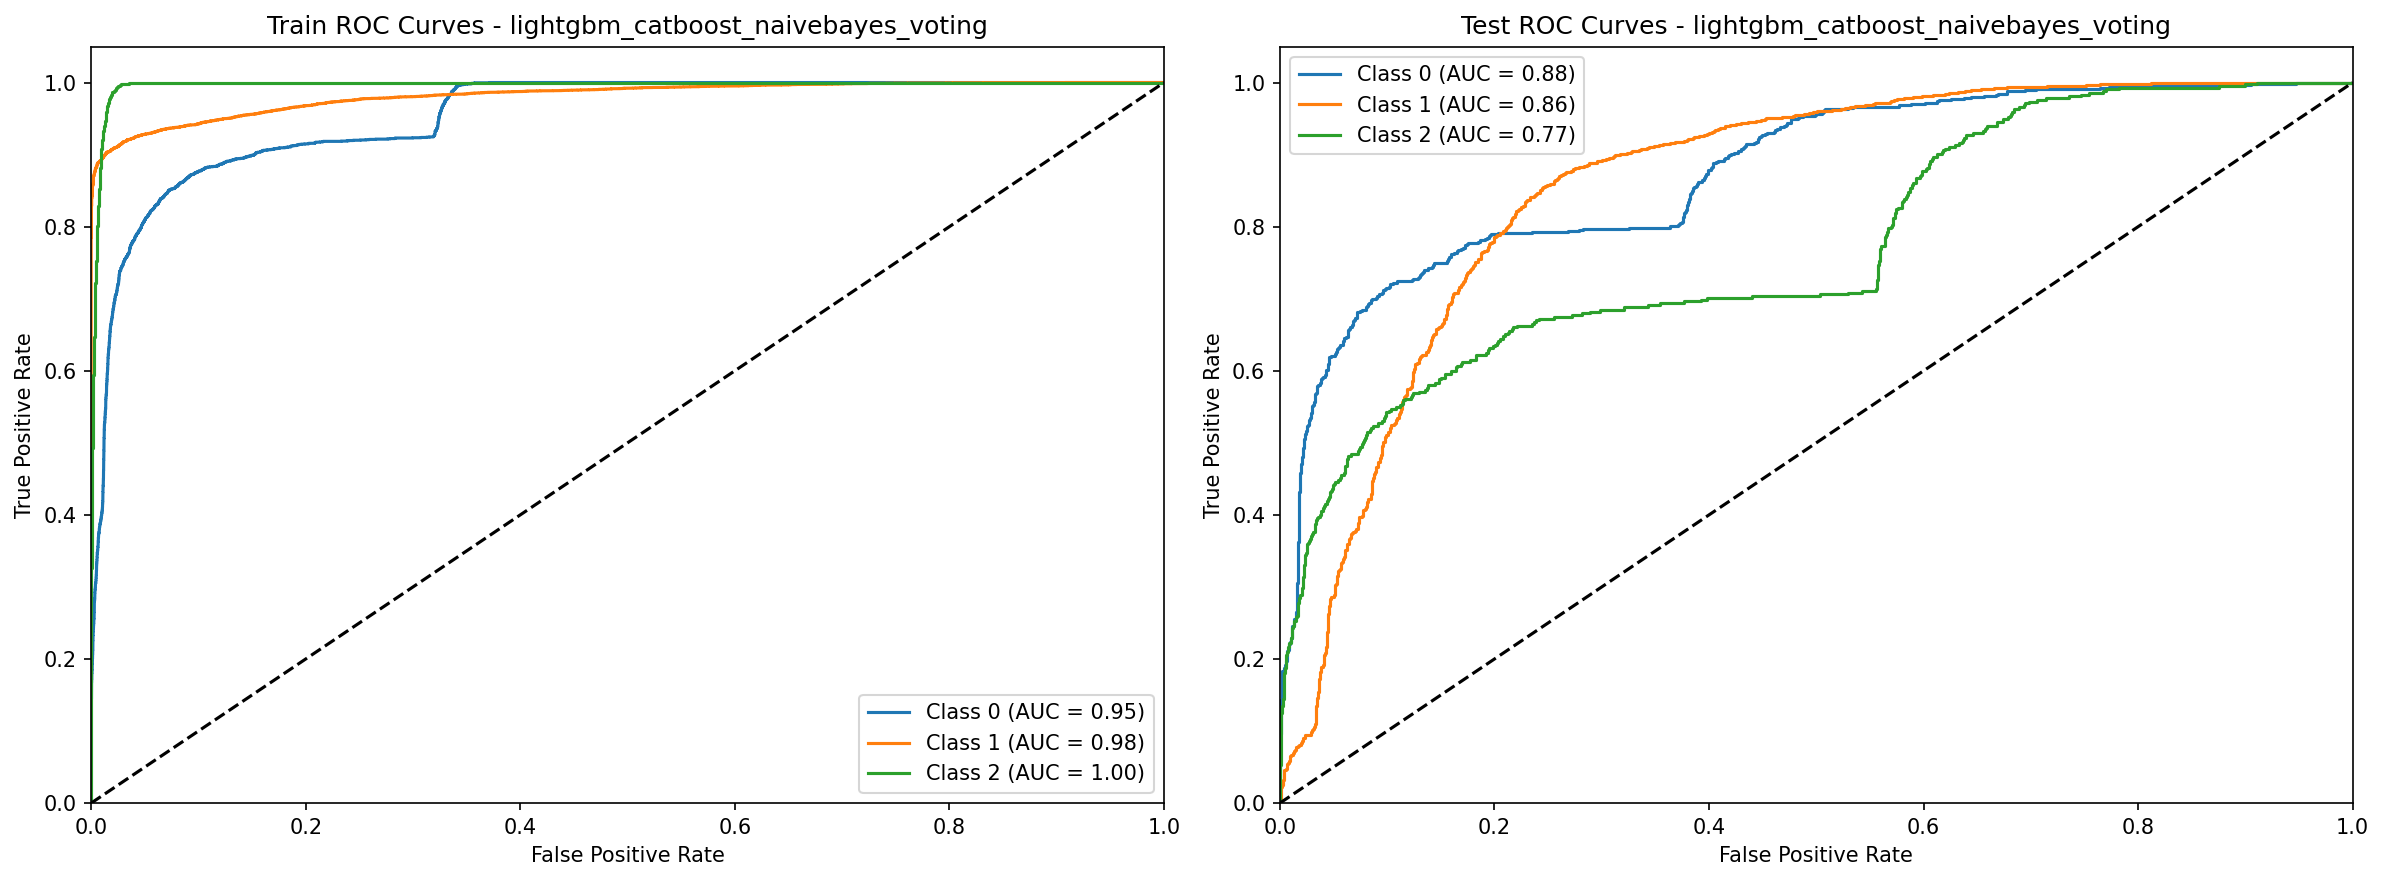 Train ROC Curves - lightgbm_catboost_naivebayes_voting
True Positive Rate
1.0
0.8
0.6
0.4
0.2
0.0
Class 0 (AUC = 0.95)
Class 1 (AUC = 0.98)
Class 2 (AUC = 1.00)
0.0 0.2 0.4 0.6 0.8 1.0
False Positive Rate
Test ROC Curves - lightgbm_catboost_naivebayes_voting
True Positive Rate
1.0
0.8
0.6
0.4
0.2
0.0
Class 0 (AUC = 0.88)
Class 1 (AUC = 0.86)
Class 2 (AUC = 0.77)
0.0 0.2 0.4 0.6 0.8 1.0
False Positive Rate